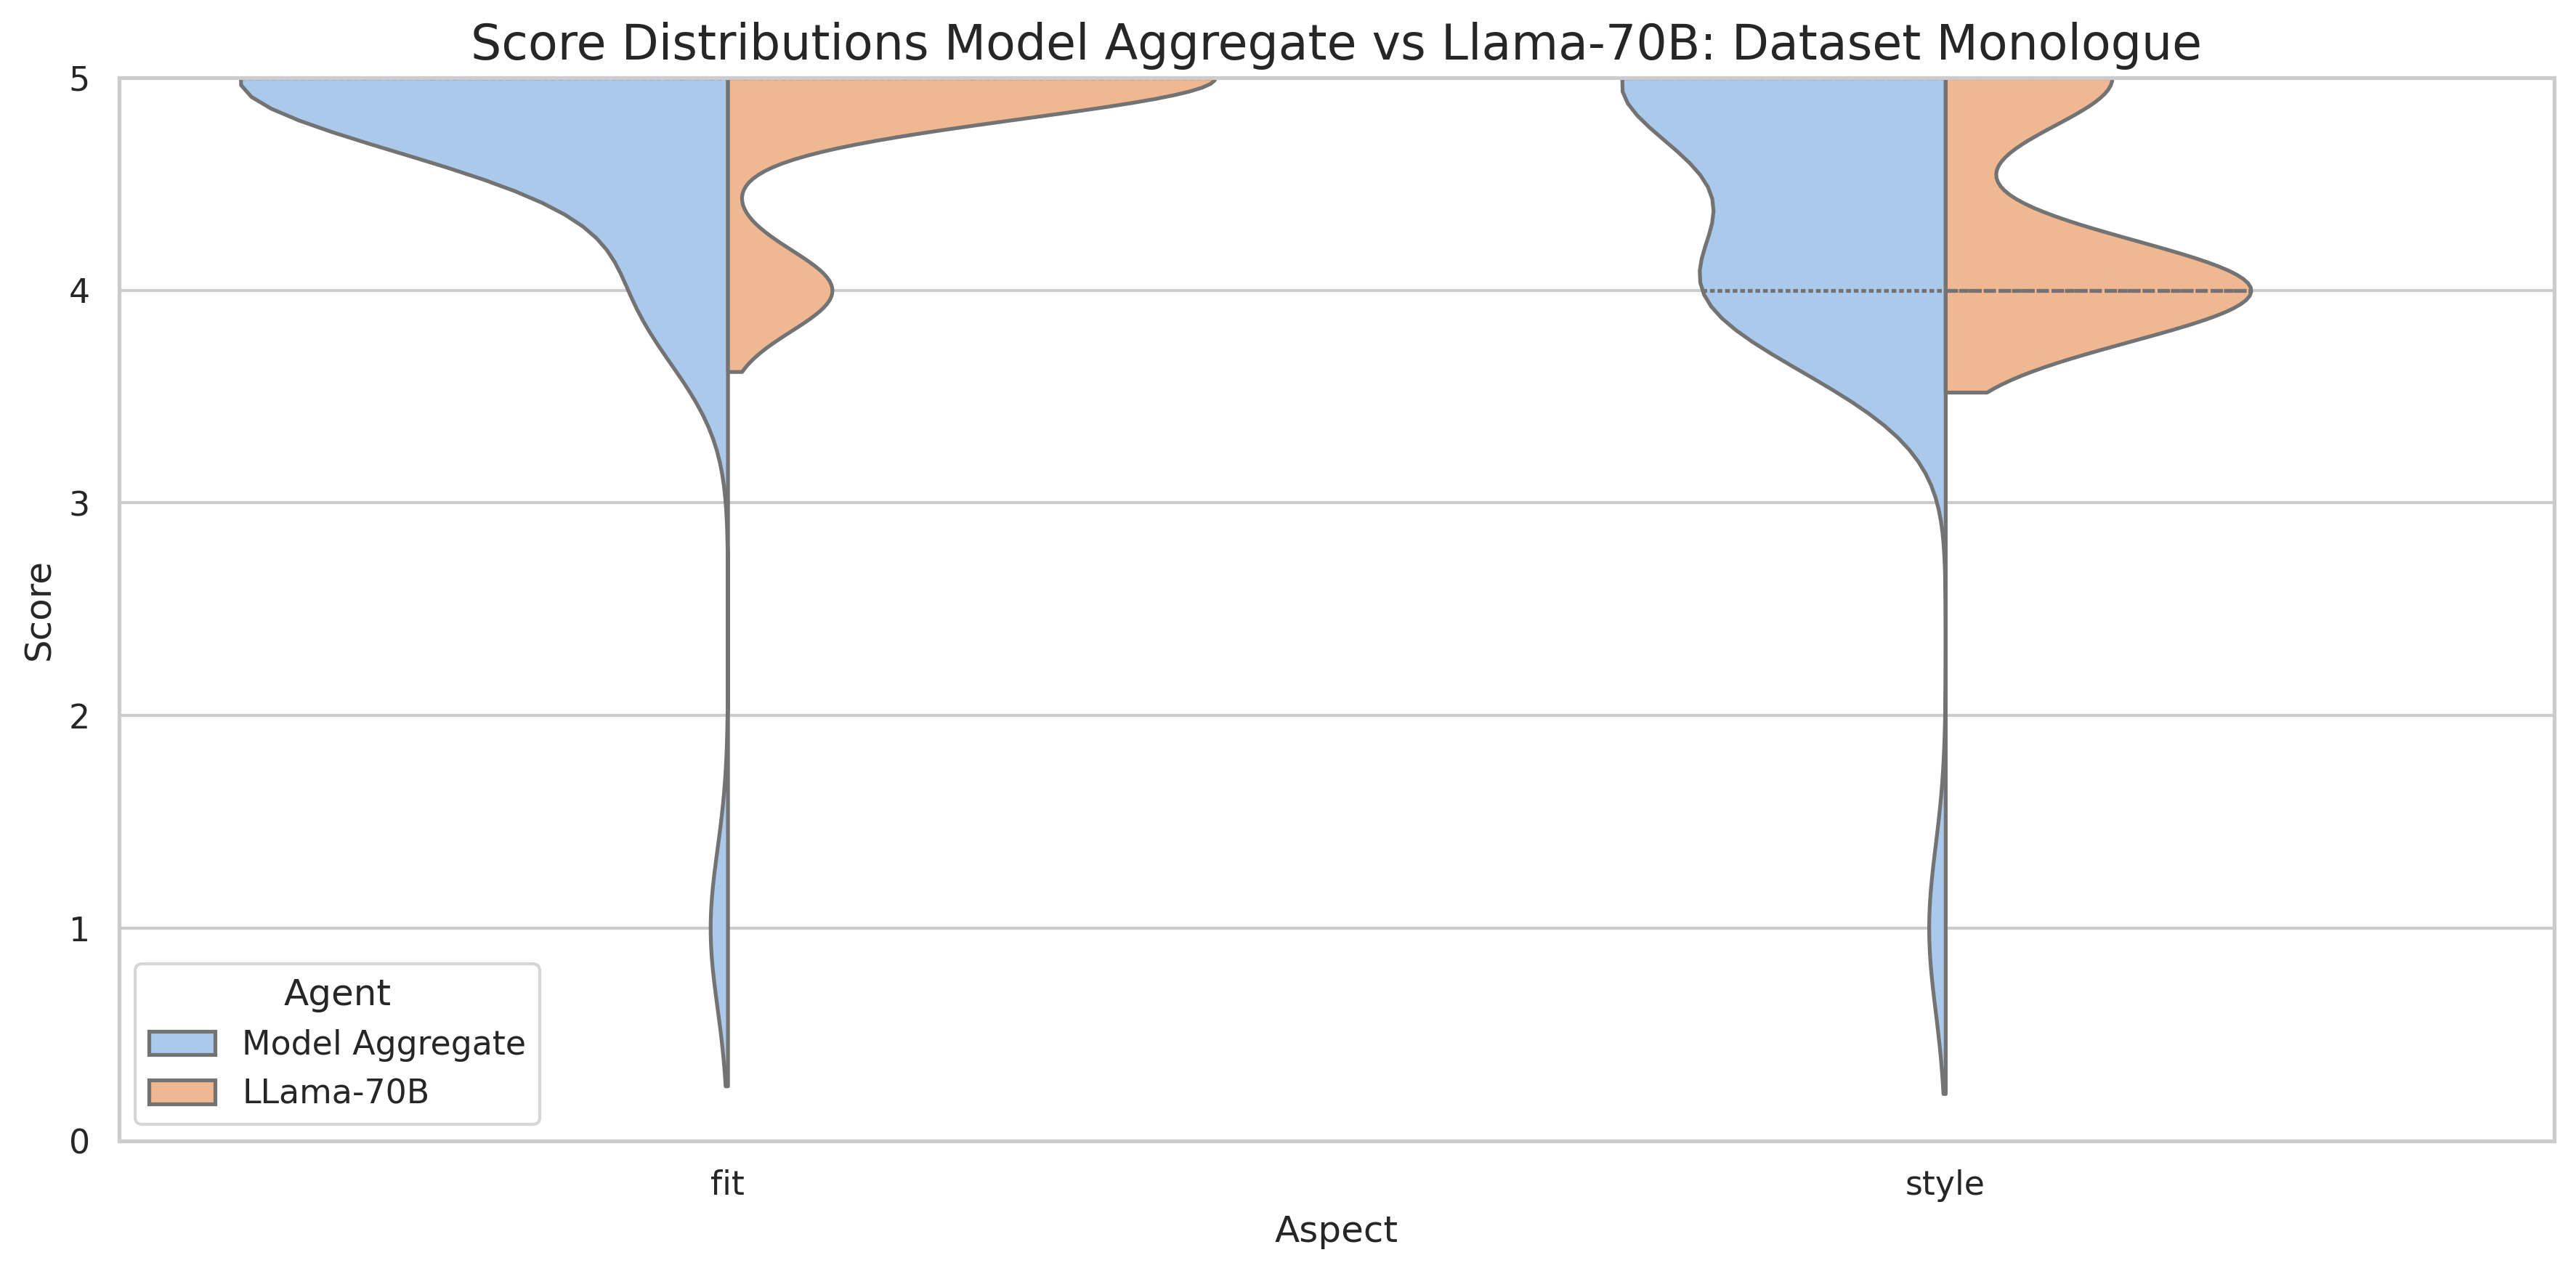 Score Distributions Model Aggregate vs Llama-70B: Dataset Monologue
5
4
3
2
1
0
Score
Agent
Model Aggregate
LLama-70B
fit
style
Aspect